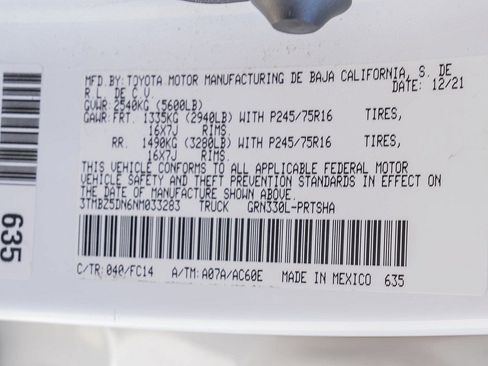 MFD.BY:TOYOTA MOTOR MANUFACTURING DE BAJA CALIFORNIA, S. DE
R.L. DE C.V. DATE: 12/21
GVWR:2540KG (5600LB)
GAWR:FRT. 1335KG (2940LB) WITH P245/75R16 TIRES,
16X7J RIMS.
RR. 1490KG (3280LB) WITH P245/75R16 TIRES,
16X7J RIMS.
THIS VEHICLE CONFORMS TO ALL APPLICABLE FEDERAL MOTOR
VEHICLE SAFETY AND THEFT PREVENTION STANDARDS IN EFFECT ON
THE DATE OF MANUFACTURE SHOWN ABOVE.
3TMBZ5DN6NM033283 TRUCK GRN330L-PRTSHA
C/TR:040/FC14 A/TM:A07A/AC60E MADE IN MEXICO 635
635